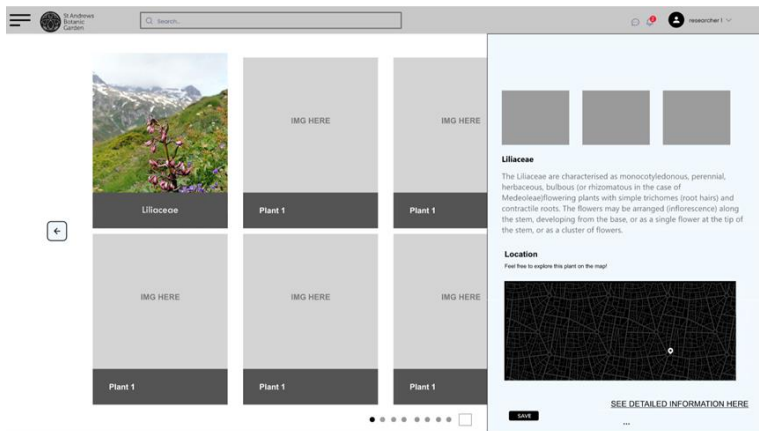 St Andrews
Botanic
Garden
Search..
2
researcher 1
IMG HERE
IMG HERE
Liliaceae
Plant 1
Plant 1
IMG HERE
IMG HERE
IMG HERE
Plant 1
Plant 1
Plant 1
Liliaceae
The Liliaceae are characterised as monocotyledonous, perennial,
herbaceous, bulbous (or rhizomatous in the case of
Medeoleae)flowering plants with simple trichomes (root hairs) and
contractile roots. The flowers may be arranged (inflorescence) along
the stem, developing from the base, or as a single flower at the tip of
the stem, or as a cluster of flowers.
Location
Feel free to explore this plant on the map!
SEE DETAILED INFORMATION HERE
SAVE
...